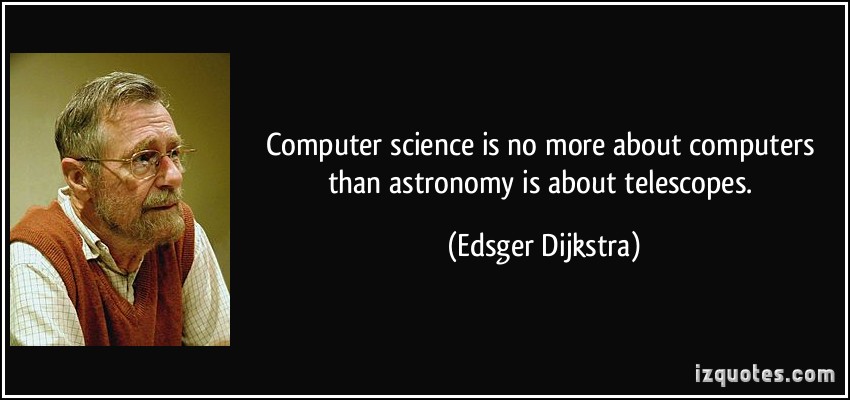 Computer science is no more about computers
than astronomy is about telescopes.
(Edsger Dijkstra)
izquotes.com